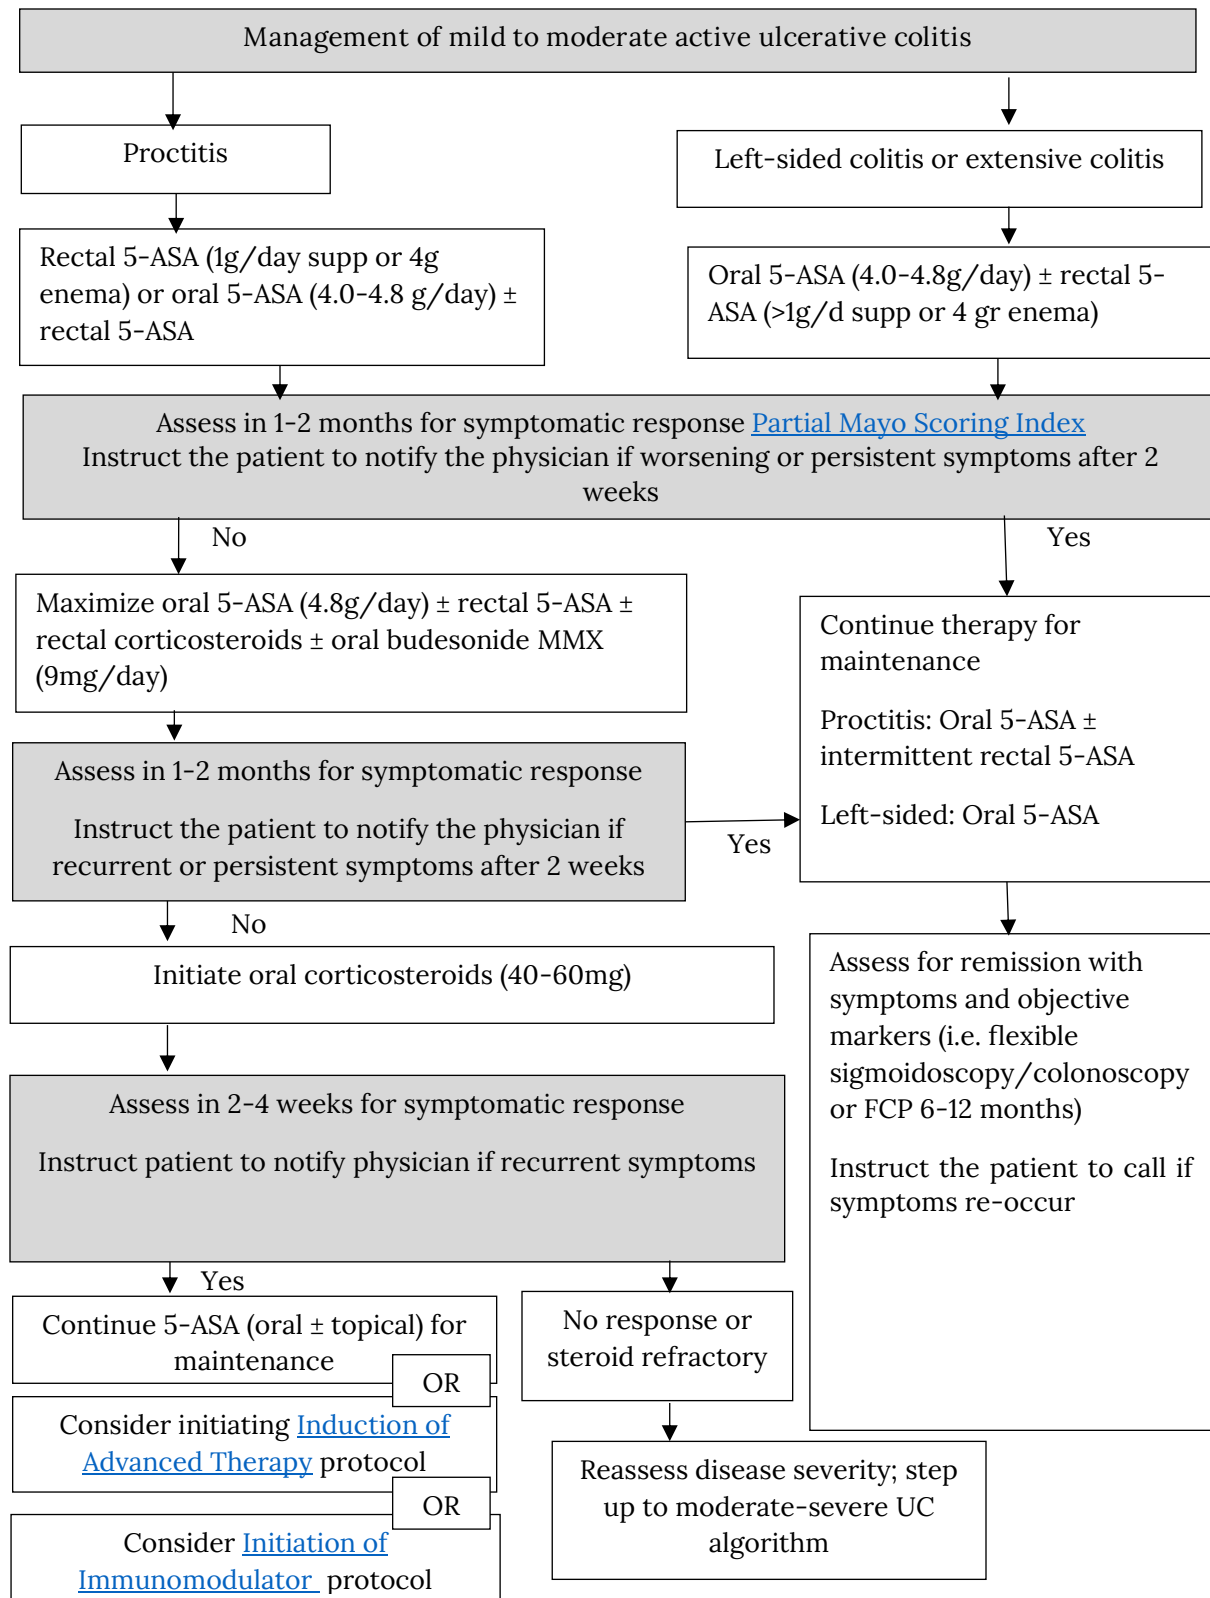 Management of mild to moderate active ulcerative colitis
Proctitis
Left-sided colitis or extensive colitis
Rectal 5-ASA (1g/day supp or 4g
enema) or oral 5-ASA (4.0-4.8 g/day) ±
rectal 5-ASA
Oral 5-ASA (4.0-4.8g/day) ± rectal 5-
ASA (>1g/d supp or 4 gr enema)
Assess in 1-2 months for symptomatic response Partial Mayo Scoring Index
Instruct the patient to notify the physician if worsening or persistent symptoms after 2
weeks
No
Yes
Maximize oral 5-ASA (4.8g/day) ± rectal 5-ASA ±
rectal corticosteroids ± oral budesonide MMX
(9mg/day)
Continue therapy for
maintenance
Proctitis: Oral 5-ASA ±
intermittent rectal 5-ASA
Left-sided: Oral 5-ASA
Assess in 1-2 months for symptomatic response
Instruct the patient to notify the physician if
recurrent or persistent symptoms after 2 weeks
Yes
No
Initiate oral corticosteroids (40-60mg)
Assess for remission with
symptoms and objective
markers (i.e. flexible
sigmoidoscopy/colonoscopy
or FCP 6-12 months)
Instruct the patient to call if
symptoms re-occur
Assess in 2-4 weeks for symptomatic response
Instruct patient to notify physician if recurrent symptoms
Yes
Continue 5-ASA (oral ± topical) for
maintenance
OR
Consider initiating Induction of
Advanced Therapy protocol
OR
Consider Initiation of
Immunomodulator protocol
No response or
steroid refractory
Reassess disease severity; step
up to moderate-severe UC
algorithm